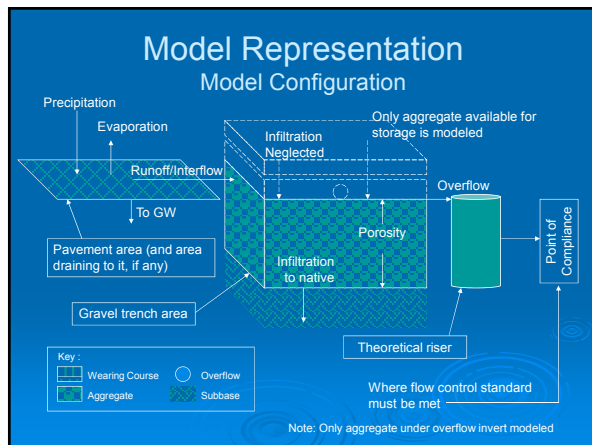 Model Representation
Model Configuration
Precipitation
Evaporation
Infiltration
Neglected
Only aggregate available for
storage is modeled
Runoff/Interflow
Overflow
To GW
Porosity
Pavement area (and area
draining to it, if any)
Infiltration
to native
Point of
Compliance
Gravel trench area
Theoretical riser
Key :
Wearing Course
Overflow
Aggregate
Subbase
Where flow control standard
must be met
Note: Only aggregate under overflow invert modeled